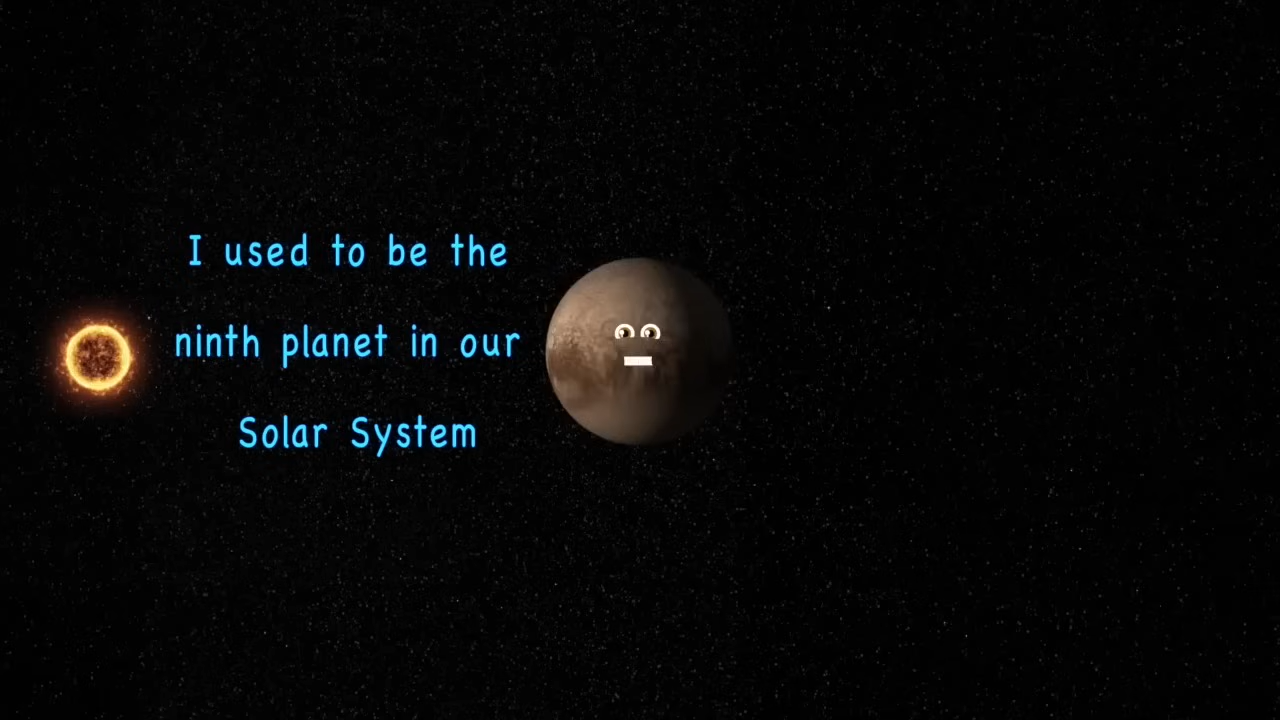 I used to be the
ninth planet in our
Solar System